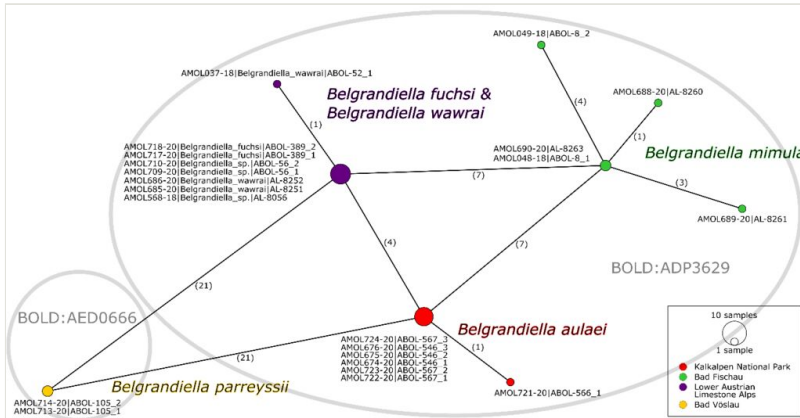 AMOL049-18|ABOL-8_2
AMOL037-18|Belgrandiella_wawrai|ABOL-52_1
Belgrandiella fuchsi &
Belgrandiella wawrai
AMOL688-20|AL-8260
(4)
(1)
(1)
AMOL718-20|Belgrandiella_fuchsi|ABOL-389_2
AMOL717-20|Belgrandiella_fuchsi|ABOL-389_1
AMOL710-20|Belgrandiella_sp.|ABOL-56_2
AMOL709-20|Belgrandiella_sp.|ABOL-56_1
AMOL686-20|Belgrandiella_wawrai|AL-8252
AMOL685-20|Belgrandiella_wawrai|AL-8251
AMOL568-18|Belgrandiella_sp.|AL-8056
AMOL690-20|AL-8263
AMOL048-18|ABOL-8_1
Belgrandiella mimula
(7)
(3)
AMOL689-20|AL-8261
(4)
(7)
BOLD:ADP3629
(21)
BOLD:AED0666
Belgrandiella aulaei
AMOL724-20|ABOL-567_3
AMOL676-20|ABOL-546_3
AMOL675-20|ABOL-546_2
AMOL674-20|ABOL-546_1
AMOL723-20|ABOL-567_2
AMOL722-20|ABOL-567_1
(1)
(21)
Belgrandiella parreyssii
AMOL721-20|ABOL-566_1
AMOL714-20|ABOL-105_2
AMOL713-20|ABOL-105_1
10 samples
1 sample
Kalkalpen National Park
Bad Fischau
Lower Austrian
Limestone Alps
Bad Vöslau